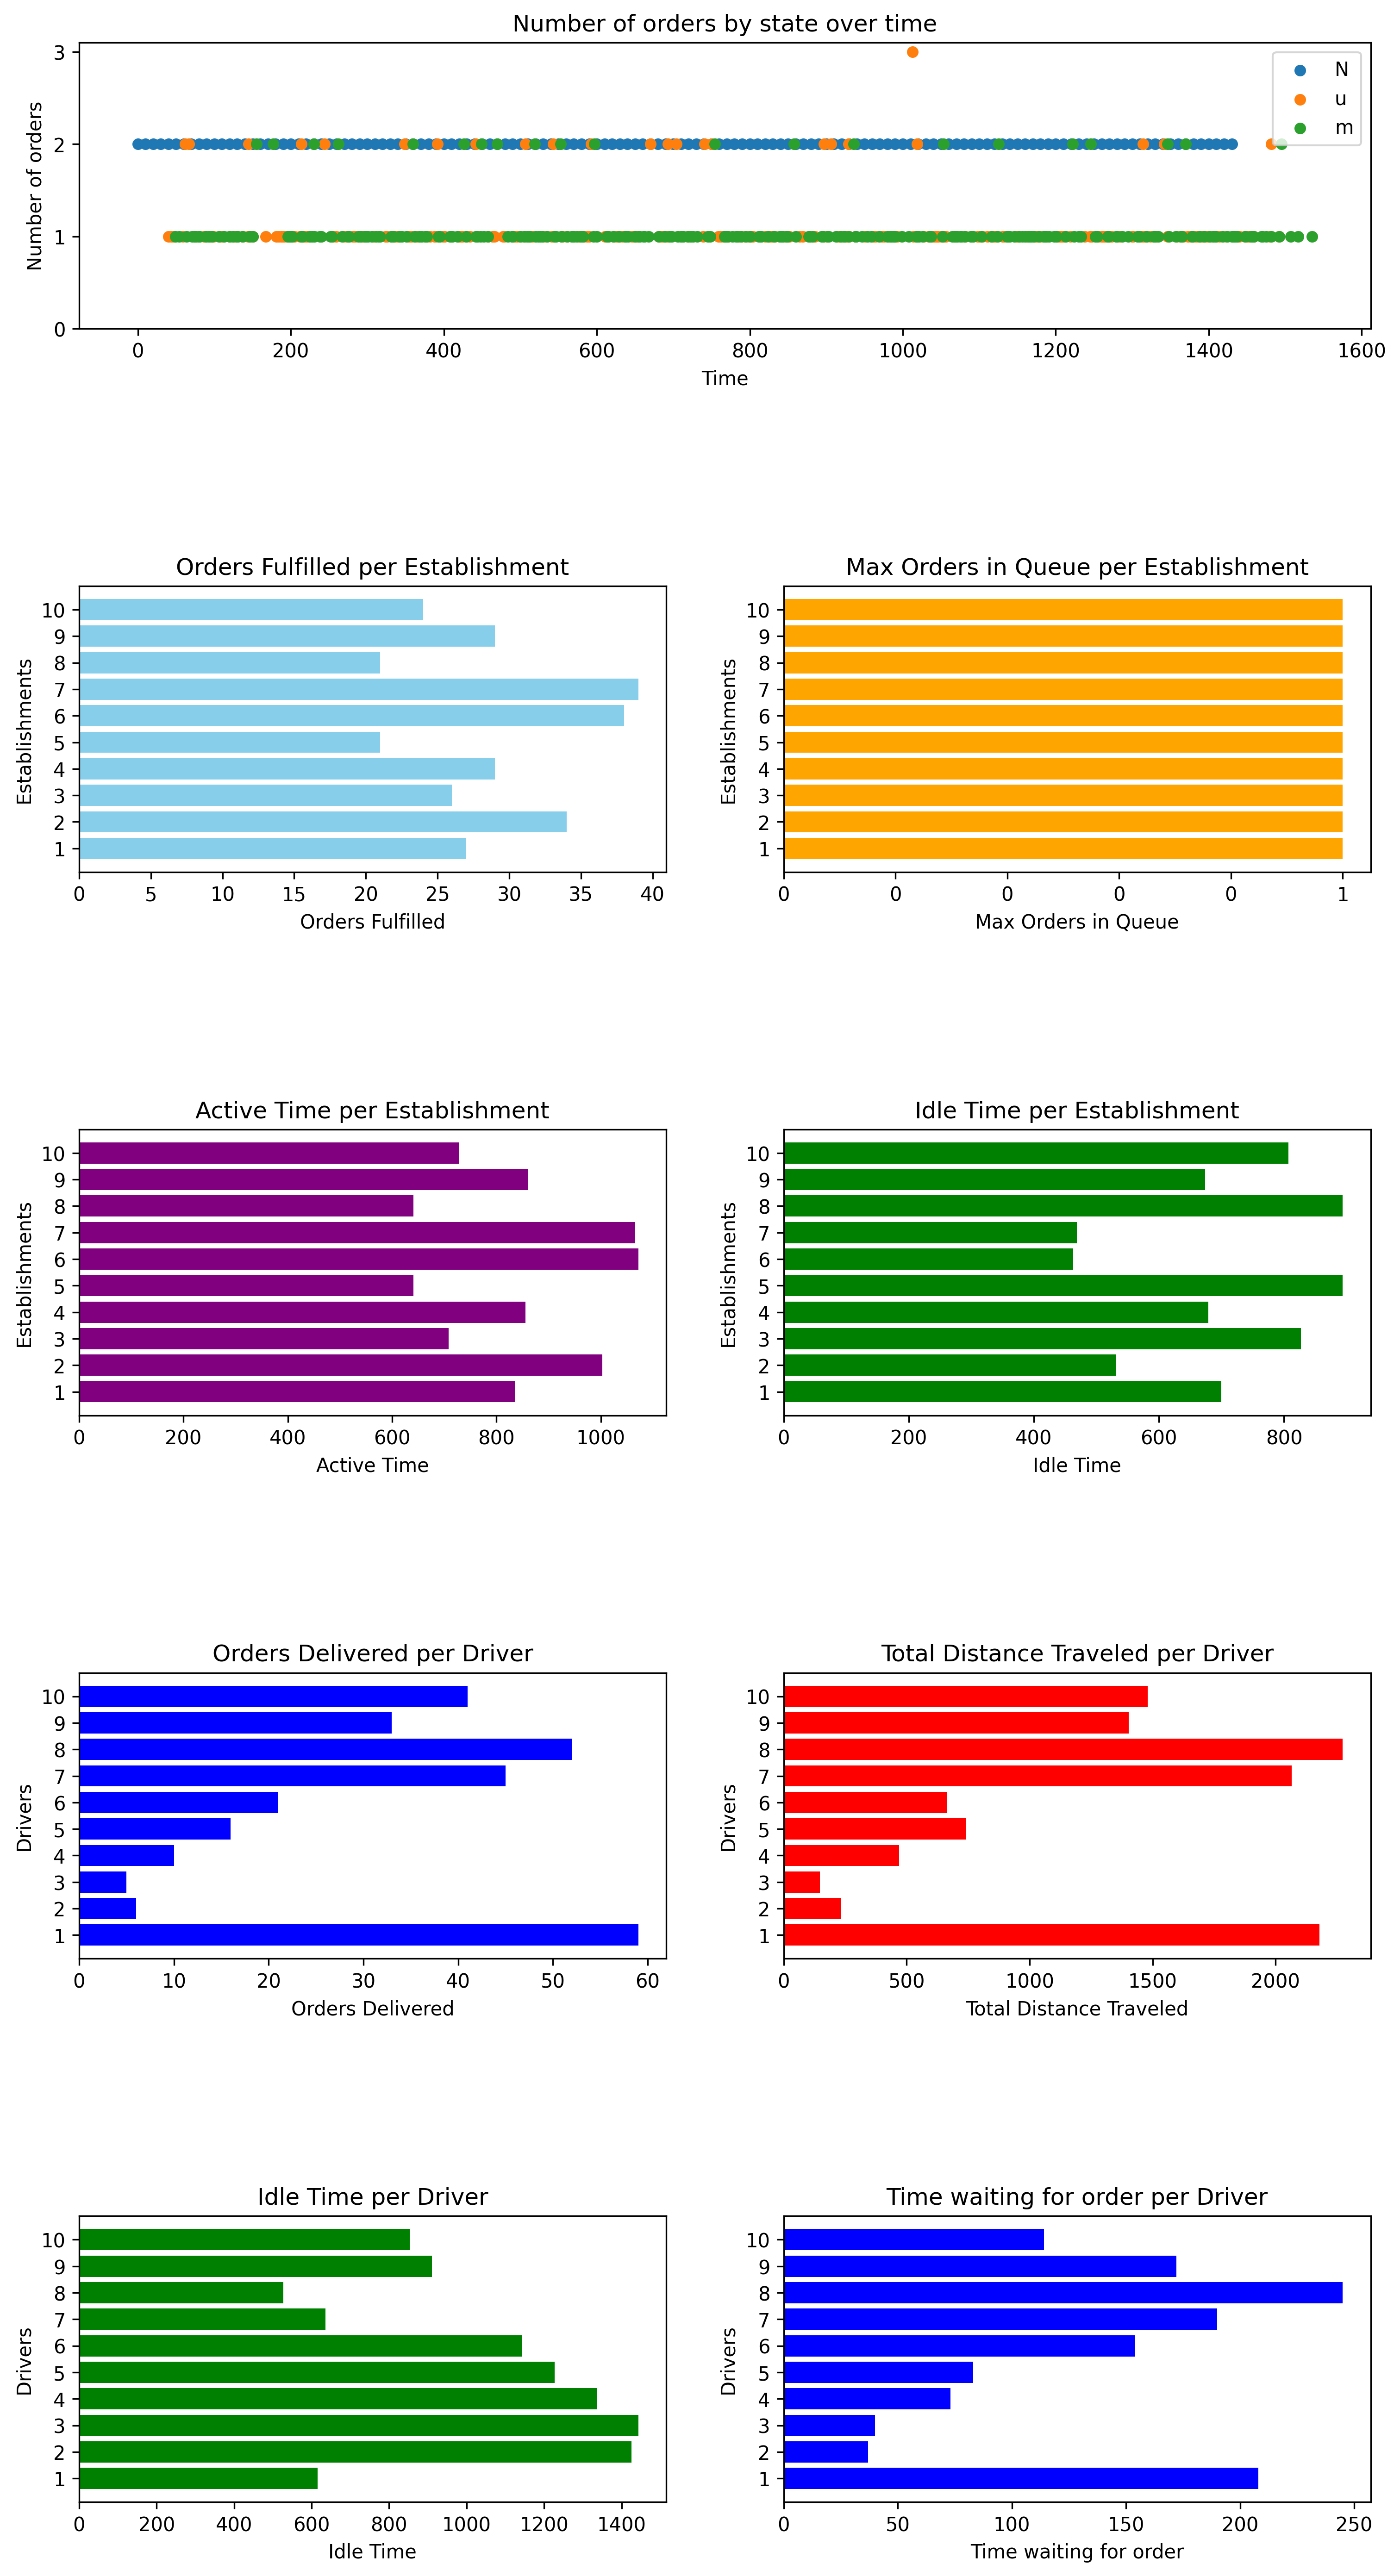 Number of orders by state over time
Number of orders
3
2
1
0
N
u
m
0 200 400 600 800 1000 1200 1400 1600
Time
Orders Fulfilled per Establishment
Establishments
10
9
8
7
6
5
4
3
2
1
0 5 10 15 20 25 30 35 40
Orders Fulfilled
Max Orders in Queue per Establishment
Establishments
10
9
8
7
6
5
4
3
2
1
0 0 0 0 0 1
Max Orders in Queue
Active Time per Establishment
Establishments
10
9
8
7
6
5
4
3
2
1
0 200 400 600 800 1000
Active Time
Idle Time per Establishment
Establishments
10
9
8
7
6
5
4
3
2
1
0 200 400 600 800
Idle Time
Orders Delivered per Driver
Drivers
10
9
8
7
6
5
4
3
2
1
0 10 20 30 40 50 60
Orders Delivered
Total Distance Traveled per Driver
Drivers
10
9
8
7
6
5
4
3
2
1
0 500 1000 1500 2000
Total Distance Traveled
Idle Time per Driver
Drivers
10
9
8
7
6
5
4
3
2
1
0 200 400 600 800 1000 1200 1400
Idle Time
Time waiting for order per Driver
Drivers
10
9
8
7
6
5
4
3
2
1
0 50 100 150 200 250
Time waiting for order